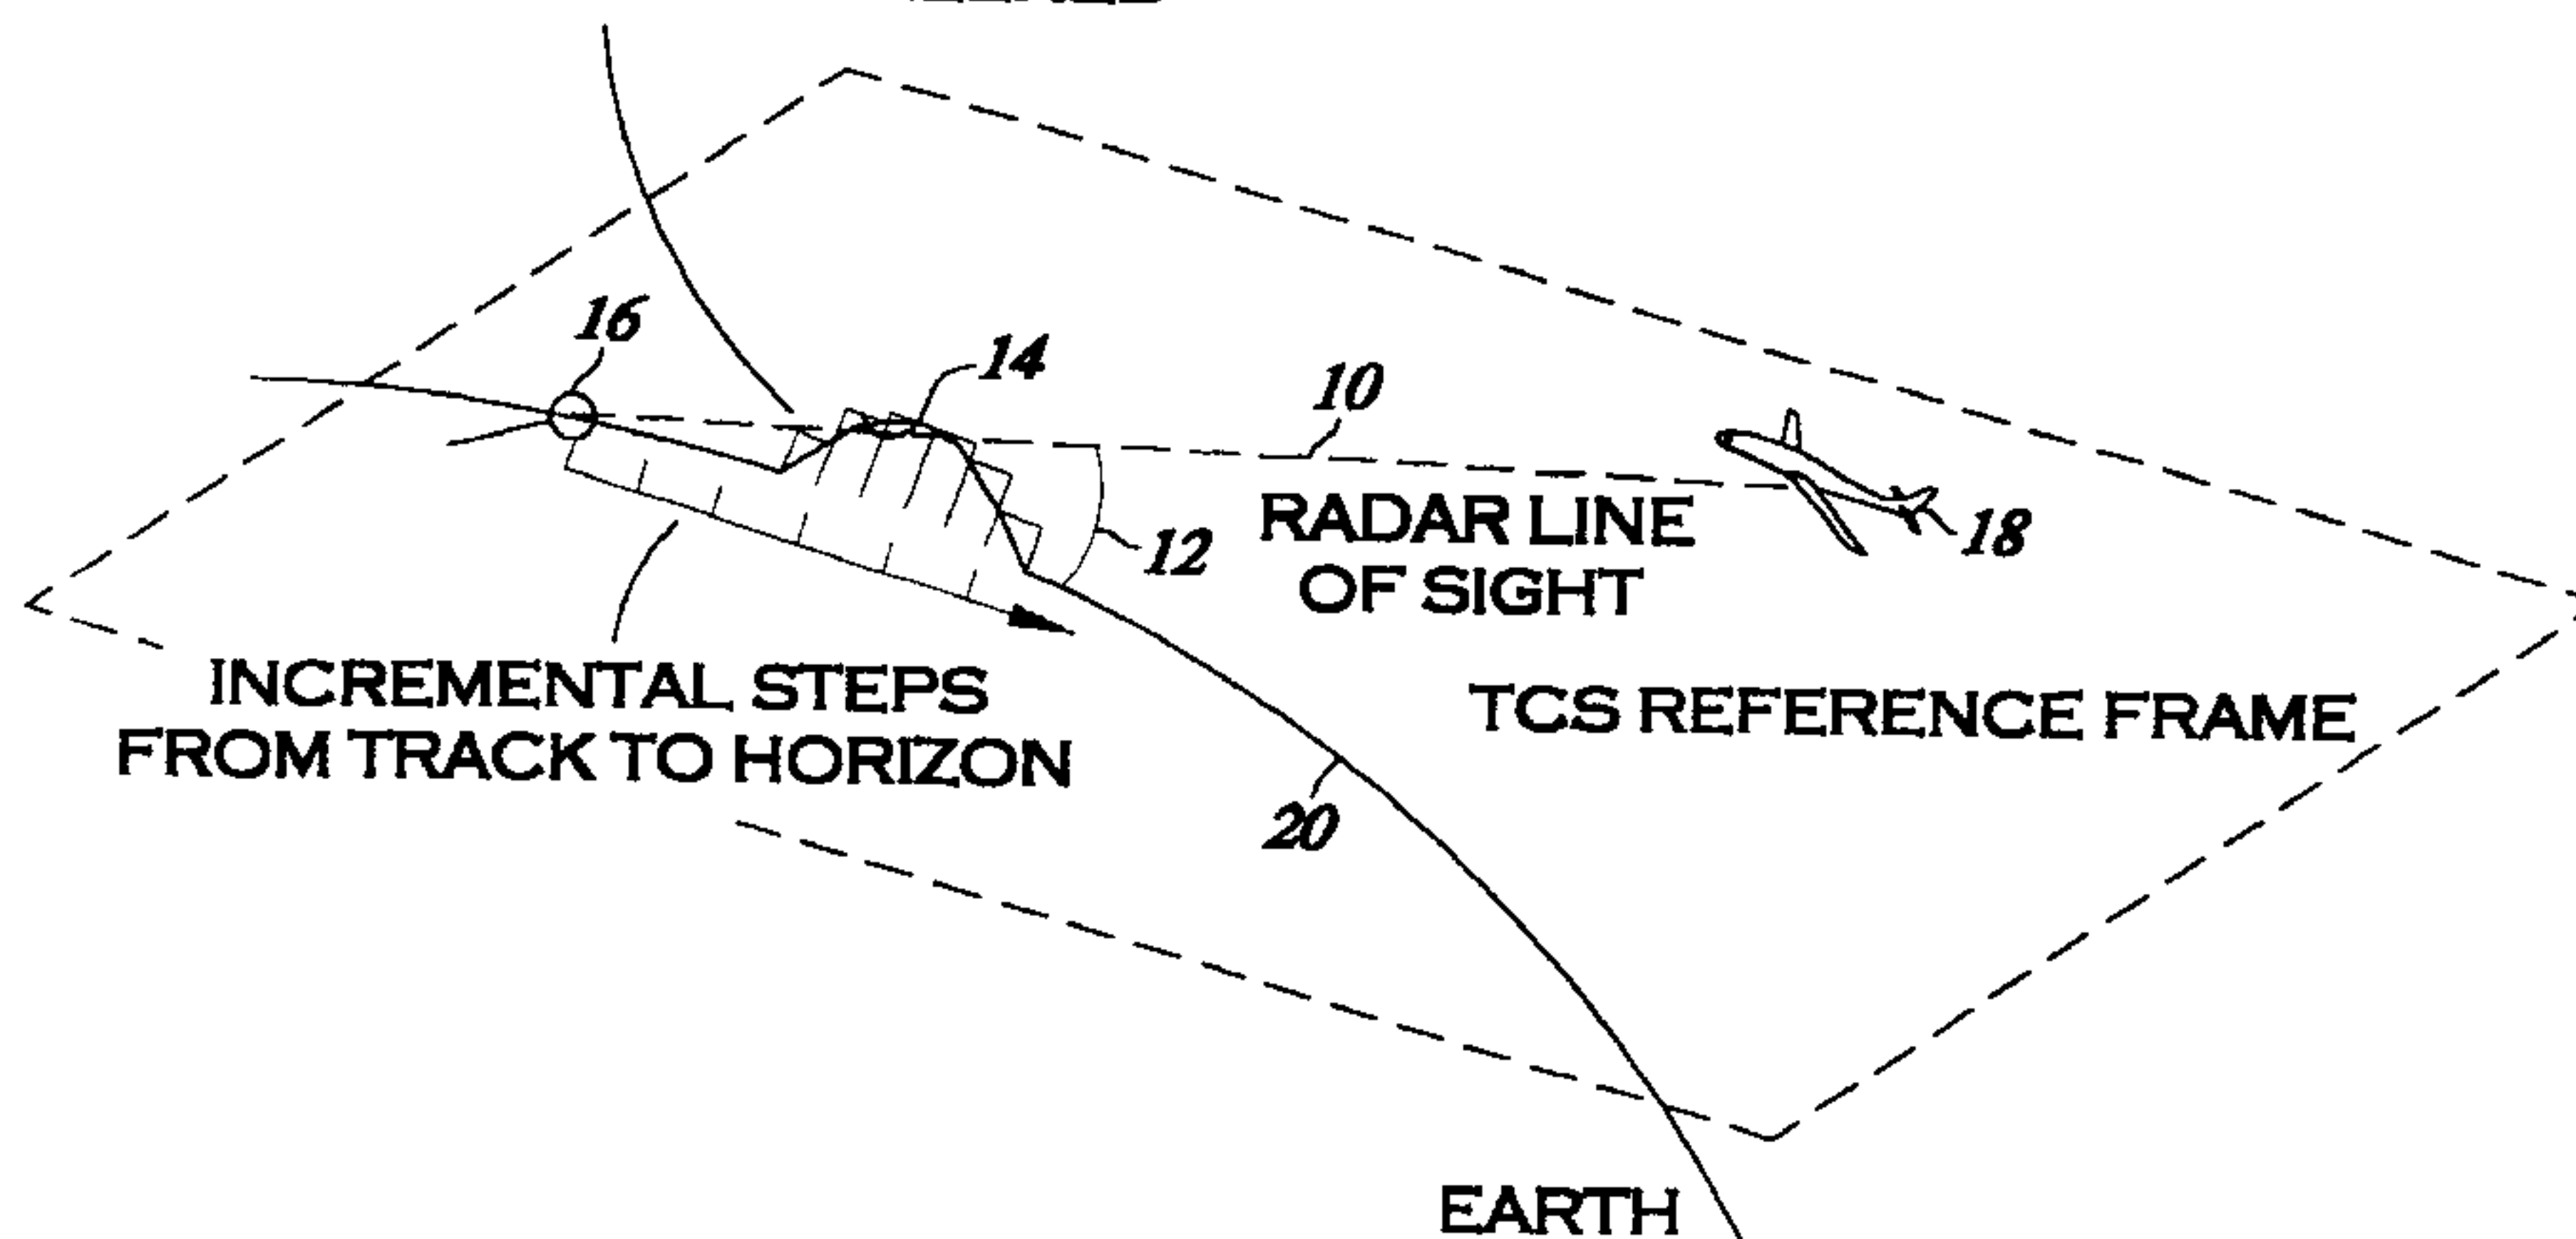 16
14
10
RADAR LINE
OF SIGHT
12
18
INCREMENTAL STEPS
FROM TRACK TO HORIZON
TCS REFERENCE FRAME
20
EARTH